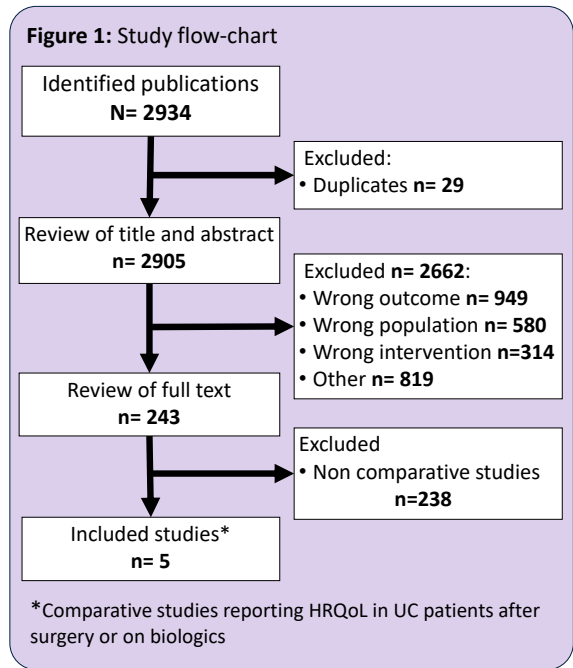 Figure 1: Study flow-chart
Identified publications
N= 2934
Excluded:
• Duplicates n= 29
Review of title and abstract
n= 2905
Excluded n= 2662:
• Wrong outcome n= 949
• Wrong population n= 580
• Wrong intervention n=314
• Other n= 819
Review of full text
n= 243
Excluded
• Non comparative studies
n=238
Included studies*
n= 5
*Comparative studies reporting HRQoL in UC patients after
surgery or on biologics